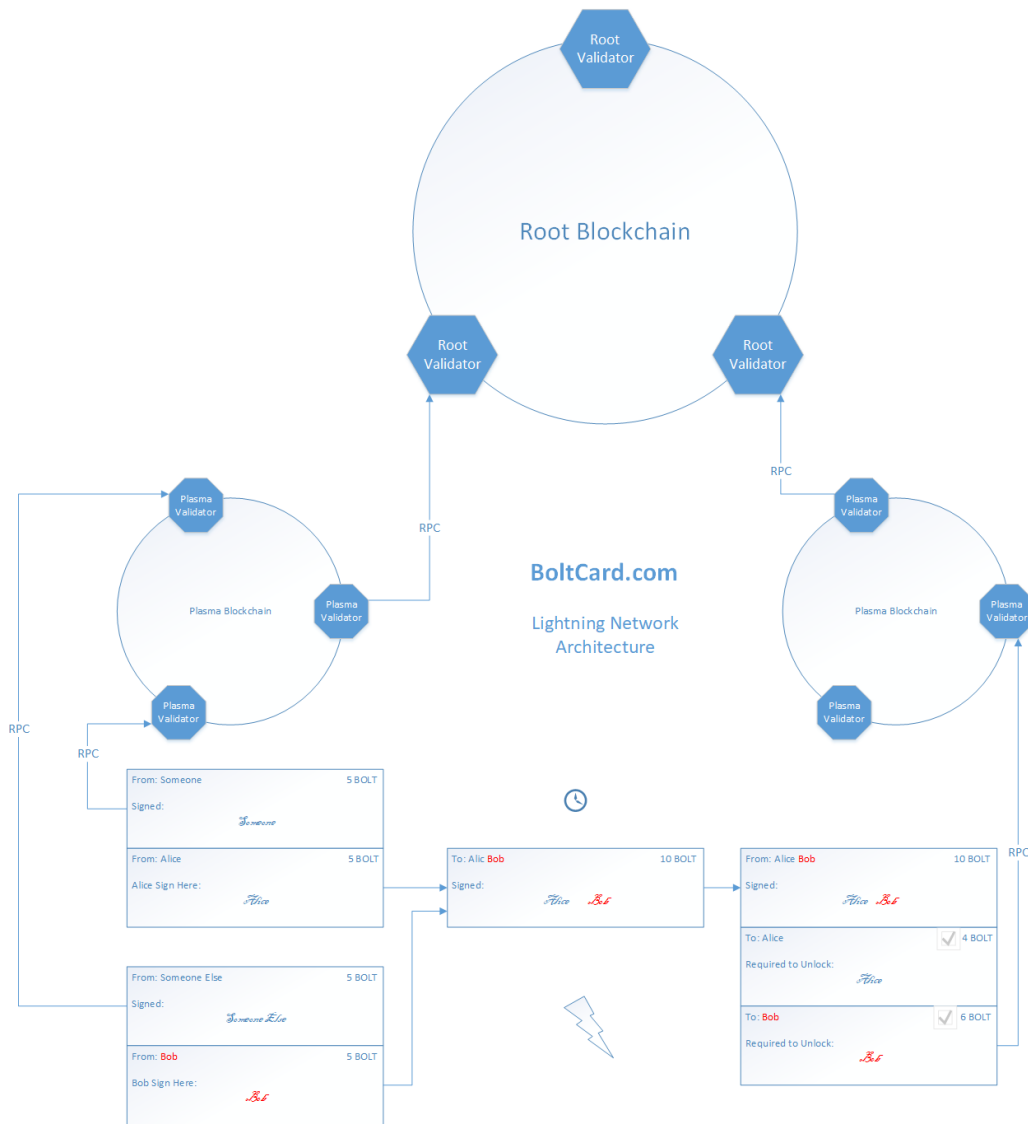 Root
Validator
Root Blockchain
Root
Validator
Root
Validator
RPC
RPC
Plasma
Validator
Plasma
Validator
Plasma Blockchain
Plasma
Validator
Plasma
Validator
RPC
RPC
BoltCard.com
Lightning Network
Architecture
Plasma
Validator
Plasma
Validator
Plasma Blockchain
Plasma
Validator
RPC
From: Someone 5 BOLT
Signed:
Someone
From: Alice 5 BOLT
Alice Sign Here:
Alice
From: Someone Else 5 BOLT
Signed:
Someone Else
From: Bob 5 BOLT
Bob Sign Here:
Bob
To: Alic Bob 10 BOLT
Signed:
Alice Bob
From: Alice Bob 10 BOLT
Signed:
Alice Bob
To: Alice 4 BOLT
Required to Unlock:
Alice
To: Bob 6 BOLT
Required to Unlock:
Bob